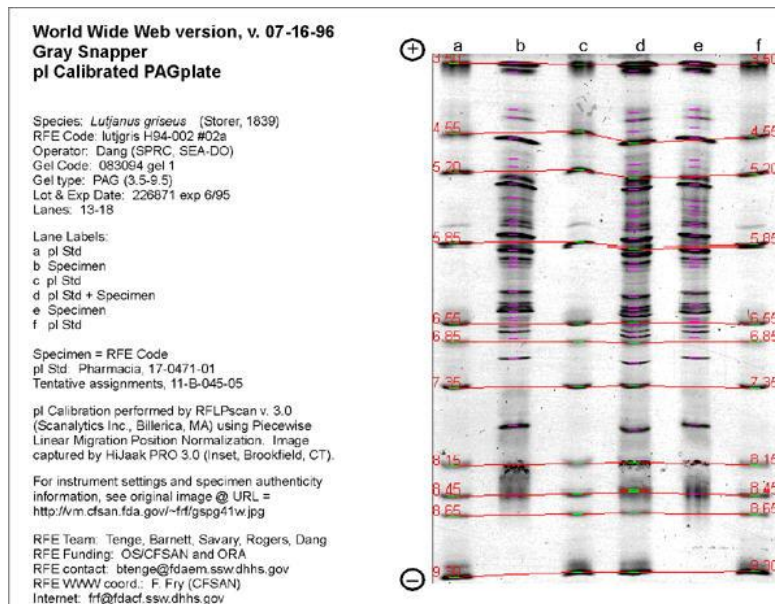 World Wide Web version, v. 07-16-96
Gray Snapper
pI Calibrated PAGplate
Species: Lutjanus griseus (Storer, 1839)
RFE Code: lutjgris H94-002 #02a
Operator: Dang (SPRC, SEA-DO)
Gel Code: 083094 gel 1
Gel type: PAG (3.5-9.5)
Lot & Exp Date: 226871 exp 6/95
Lanes: 13-18
Lane Labels:
a pI Std
b Specimen
c pI Std
d pI Std + Specimen
e Specimen
f pI Std
Specimen = RFE Code
pI Std: Pharmacia, 17-0471-01
Tentative assignments, 11-B-045-05
pI Calibration performed by RFLPscan v. 3.0
(Scanalytics Inc., Billerica, MA) using Piecewise
Linear Migration Position Normalization. Image
captured by HiJaak PRO 3.0 (Inset, Brookfield, CT).
For instrument settings and specimen authenticity
information, see original image @ URL =
http://vm.cfsan.fda.gov/~frf/gspg41w.jpg
RFE Team: Tenge, Barnett, Savary, Rogers, Dang
RFE Funding: OS/CFSAN and ORA
RFE contact: btenge@fdaem.ssw.dhhs.gov
RFE WWW coord.: F. Fry (CFSAN)
Internet: frf@fdacf.ssw.dhhs.gov
+ a b c d e f
3.50 3.50
4.55 4.55
5.20 5.20
5.85 5.85
6.55 6.55
6.85 6.85
7.35 7.35
8.15 8.15
8.45 8.45
8.65 8.65
9.30 9.30
−